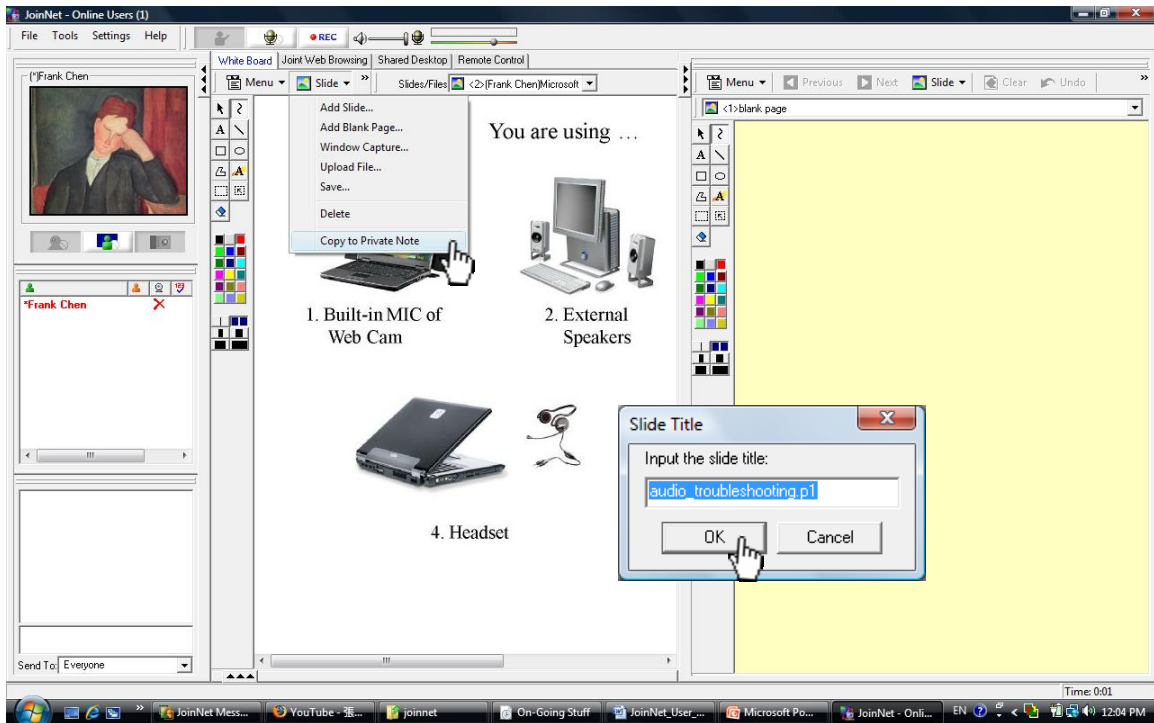 JoinNet - Online Users (1)
File Tools Settings Help
REC
White Board Joint Web Browsing Shared Desktop Remote Control
(*)Frank Chen
Menu Slide » Slides/Files <2>(Frank Chen)Microsoft
Menu Previous Next Slide Clear Undo »
<1>blank page
Add Slide...
Add Blank Page...
Window Capture...
Upload File...
Save...
Delete
Copy to Private Note
You are using ...
*Frank Chen
1. Built-in MIC of
Web Cam
2. External
Speakers
4. Headset
Slide Title
Input the slide title:
audio_troubleshooting.p1
OK Cancel
Send To: Everyone
Time: 0:01
» JoinNet Mess... YouTube - 張... joinnet On-Going Stuff JoinNet_User_... Microsoft Po... JoinNet - Onli... EN 12:04 PM